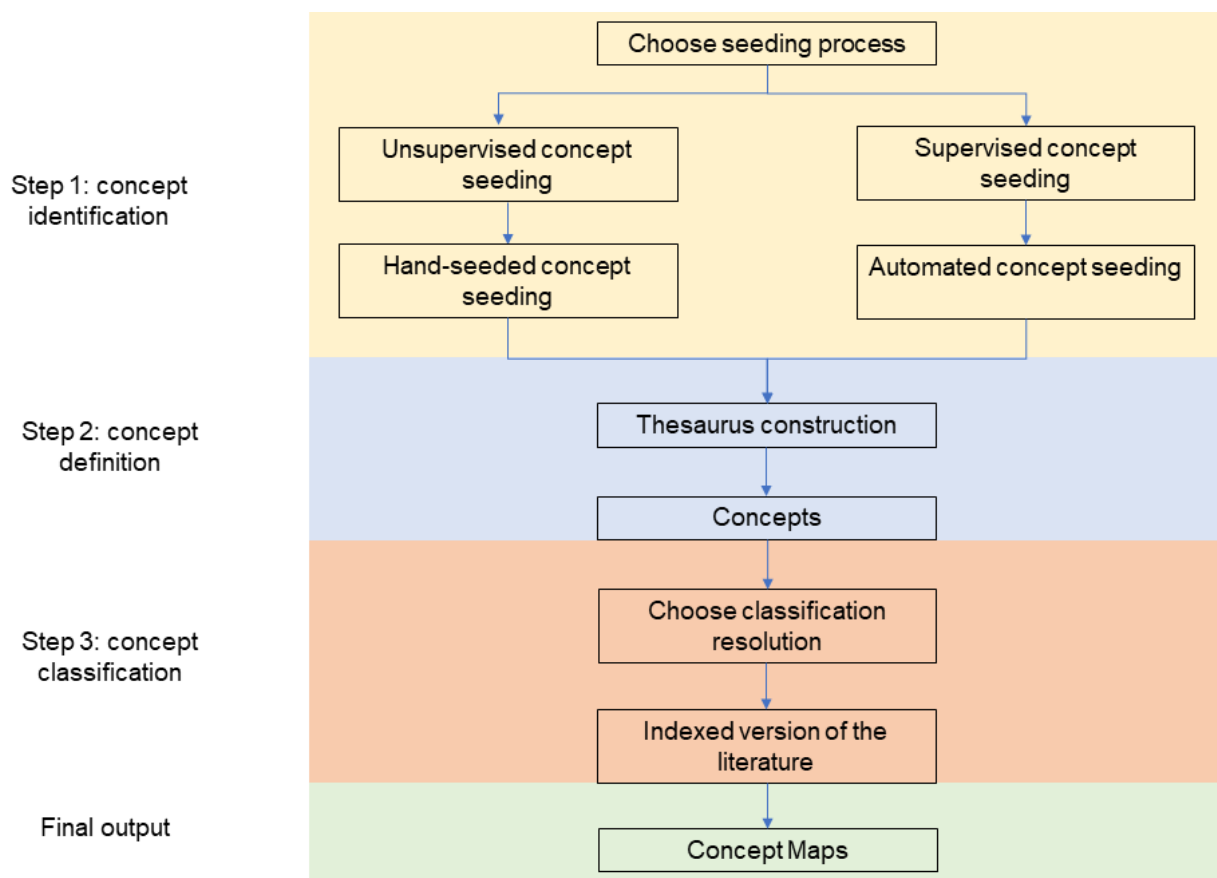 Choose seeding process
Unsupervised concept
seeding
Supervised concept
seeding
Step 1: concept
identification
Hand-seeded concept
seeding
Automated concept seeding
Step 2: concept
definition
Thesaurus construction
Concepts
Step 3: concept
classification
Choose classification
resolution
Indexed version of the
literature
Final output
Concept Maps